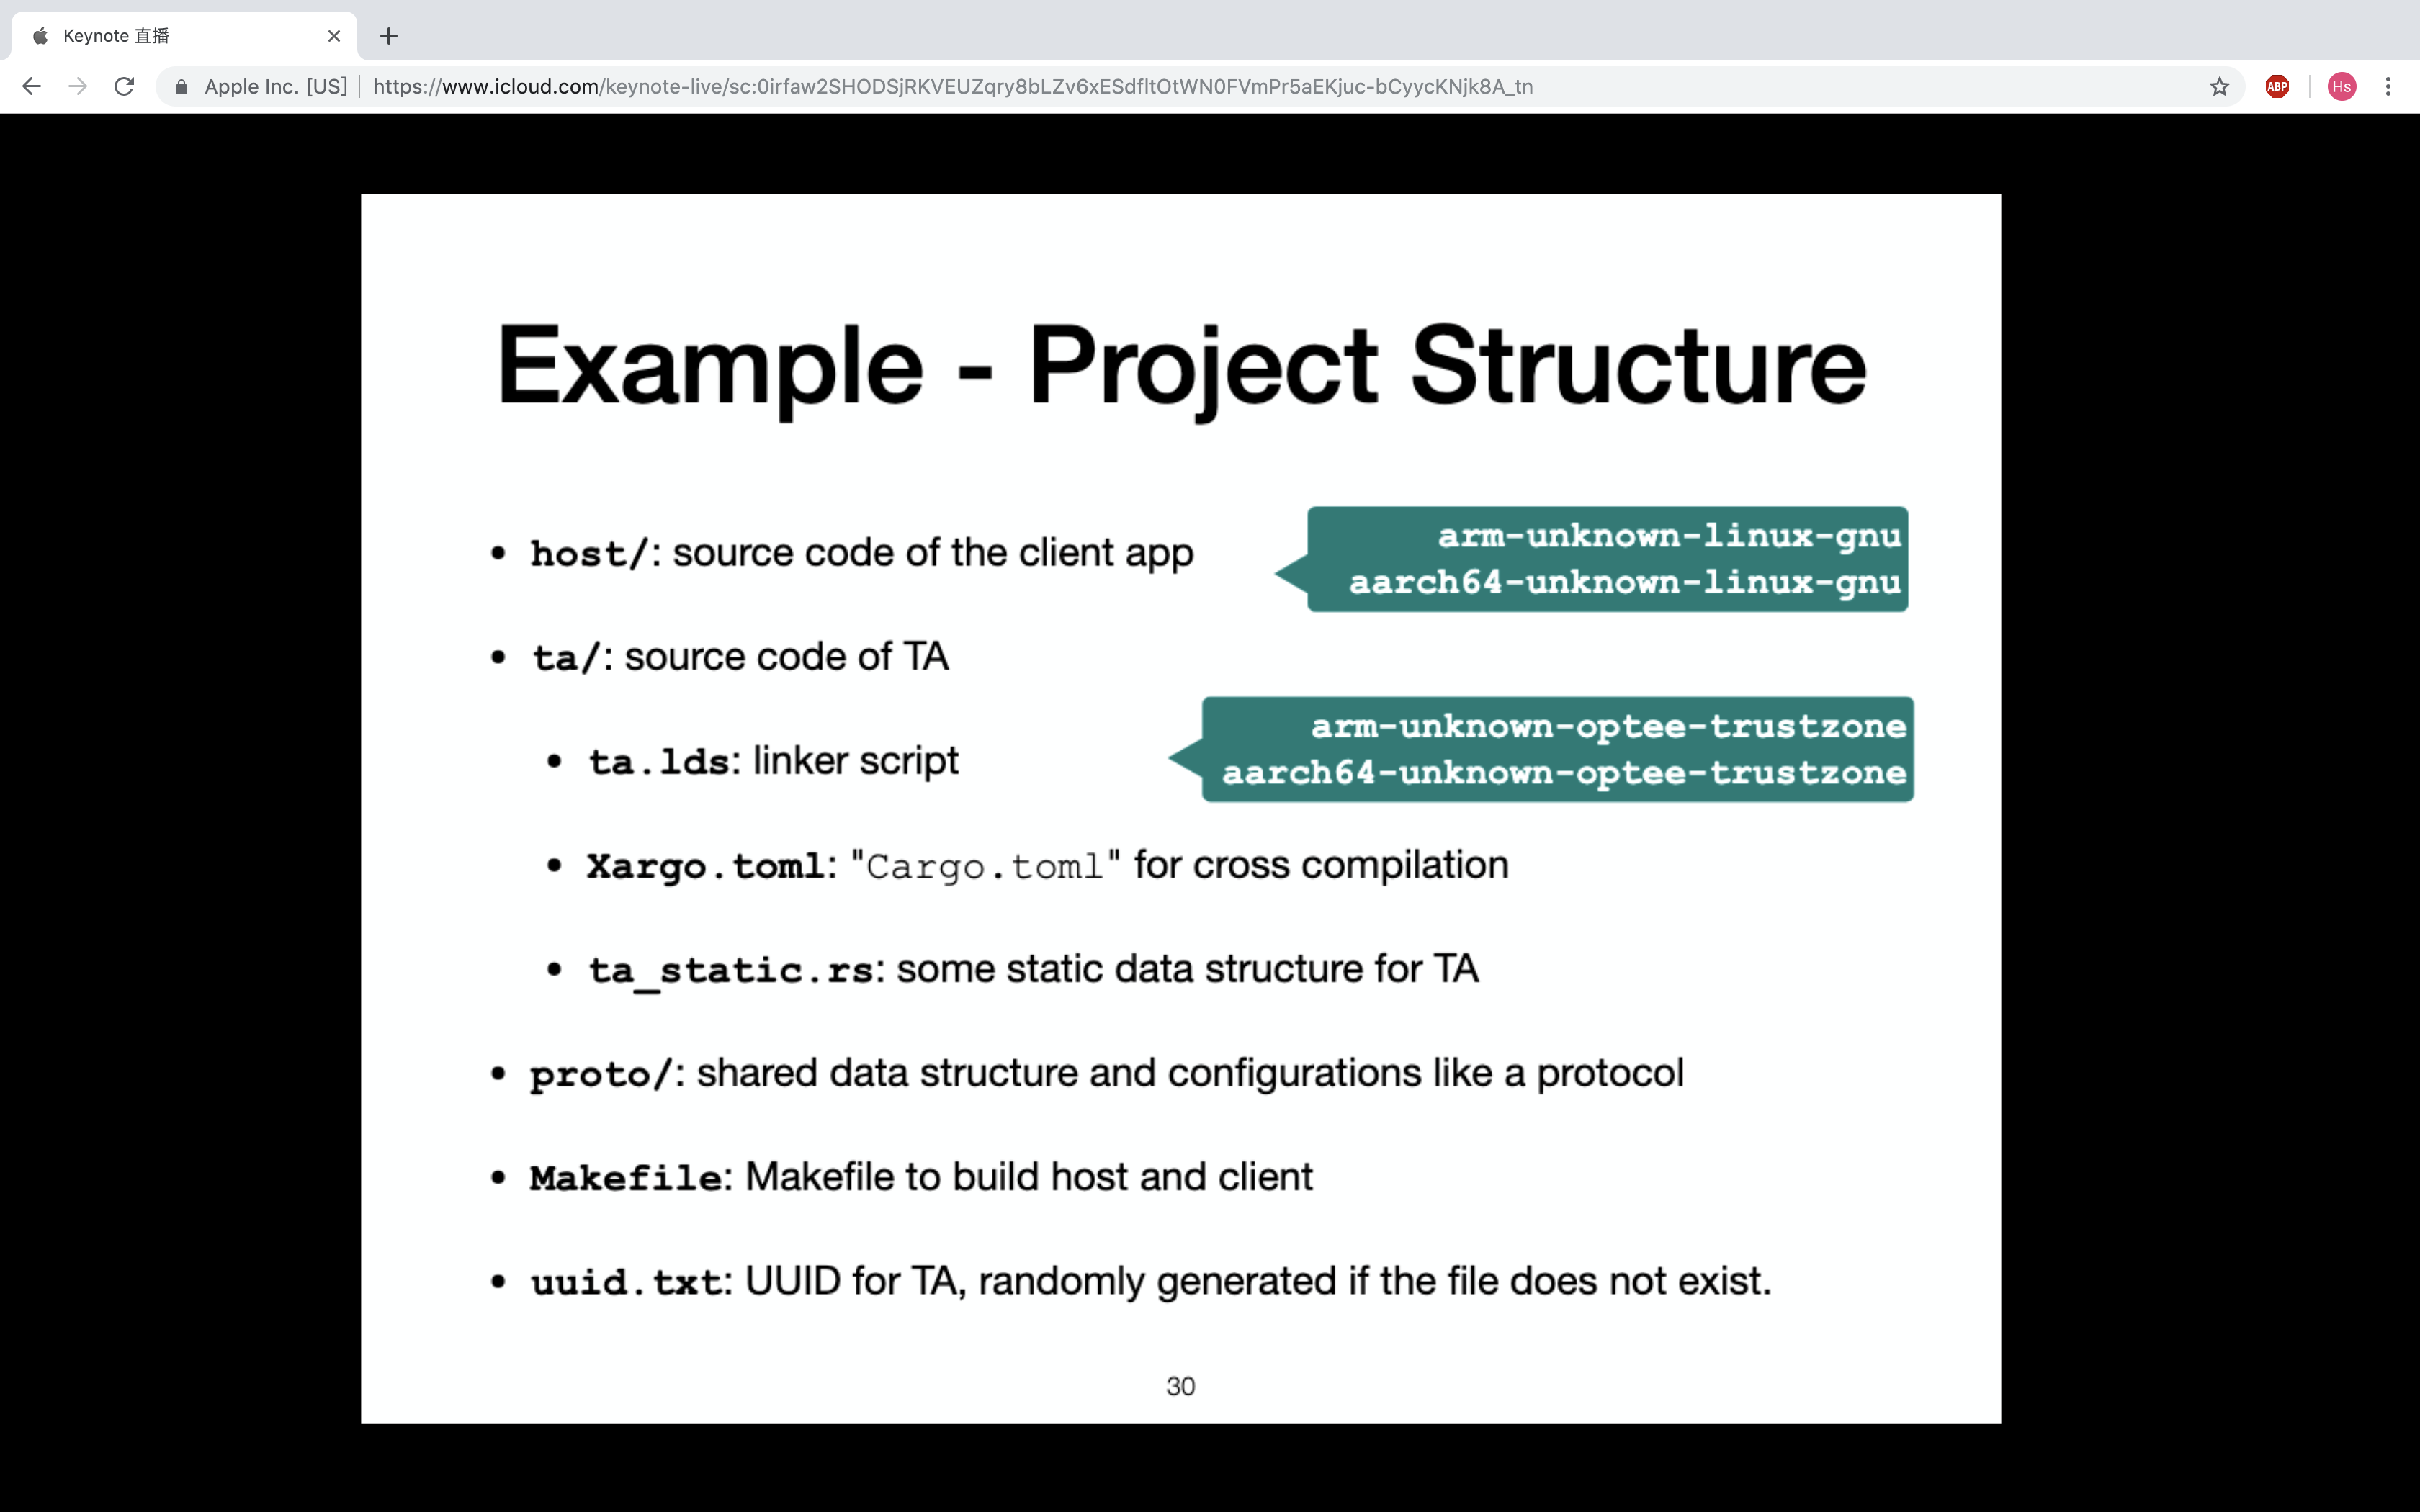 Keynote 直播
Apple Inc. [US] | https://www.icloud.com/keynote-live/sc:0irfaw2SHODSjRKVEUZqry8bLZv6xESdfItOtWN0FVmPr5aEKjuc-bCyycKNjk8A_tn
ABP
Hs
Example - Project Structure
• host/: source code of the client app
arm-unknown-linux-gnu
aarch64-unknown-linux-gnu
• ta/: source code of TA
• ta.lds: linker script
arm-unknown-optee-trustzone
aarch64-unknown-optee-trustzone
• Xargo.toml: "Cargo.toml" for cross compilation
• ta_static.rs: some static data structure for TA
• proto/: shared data structure and configurations like a protocol
• Makefile: Makefile to build host and client
• uuid.txt: UUID for TA, randomly generated if the file does not exist.
30